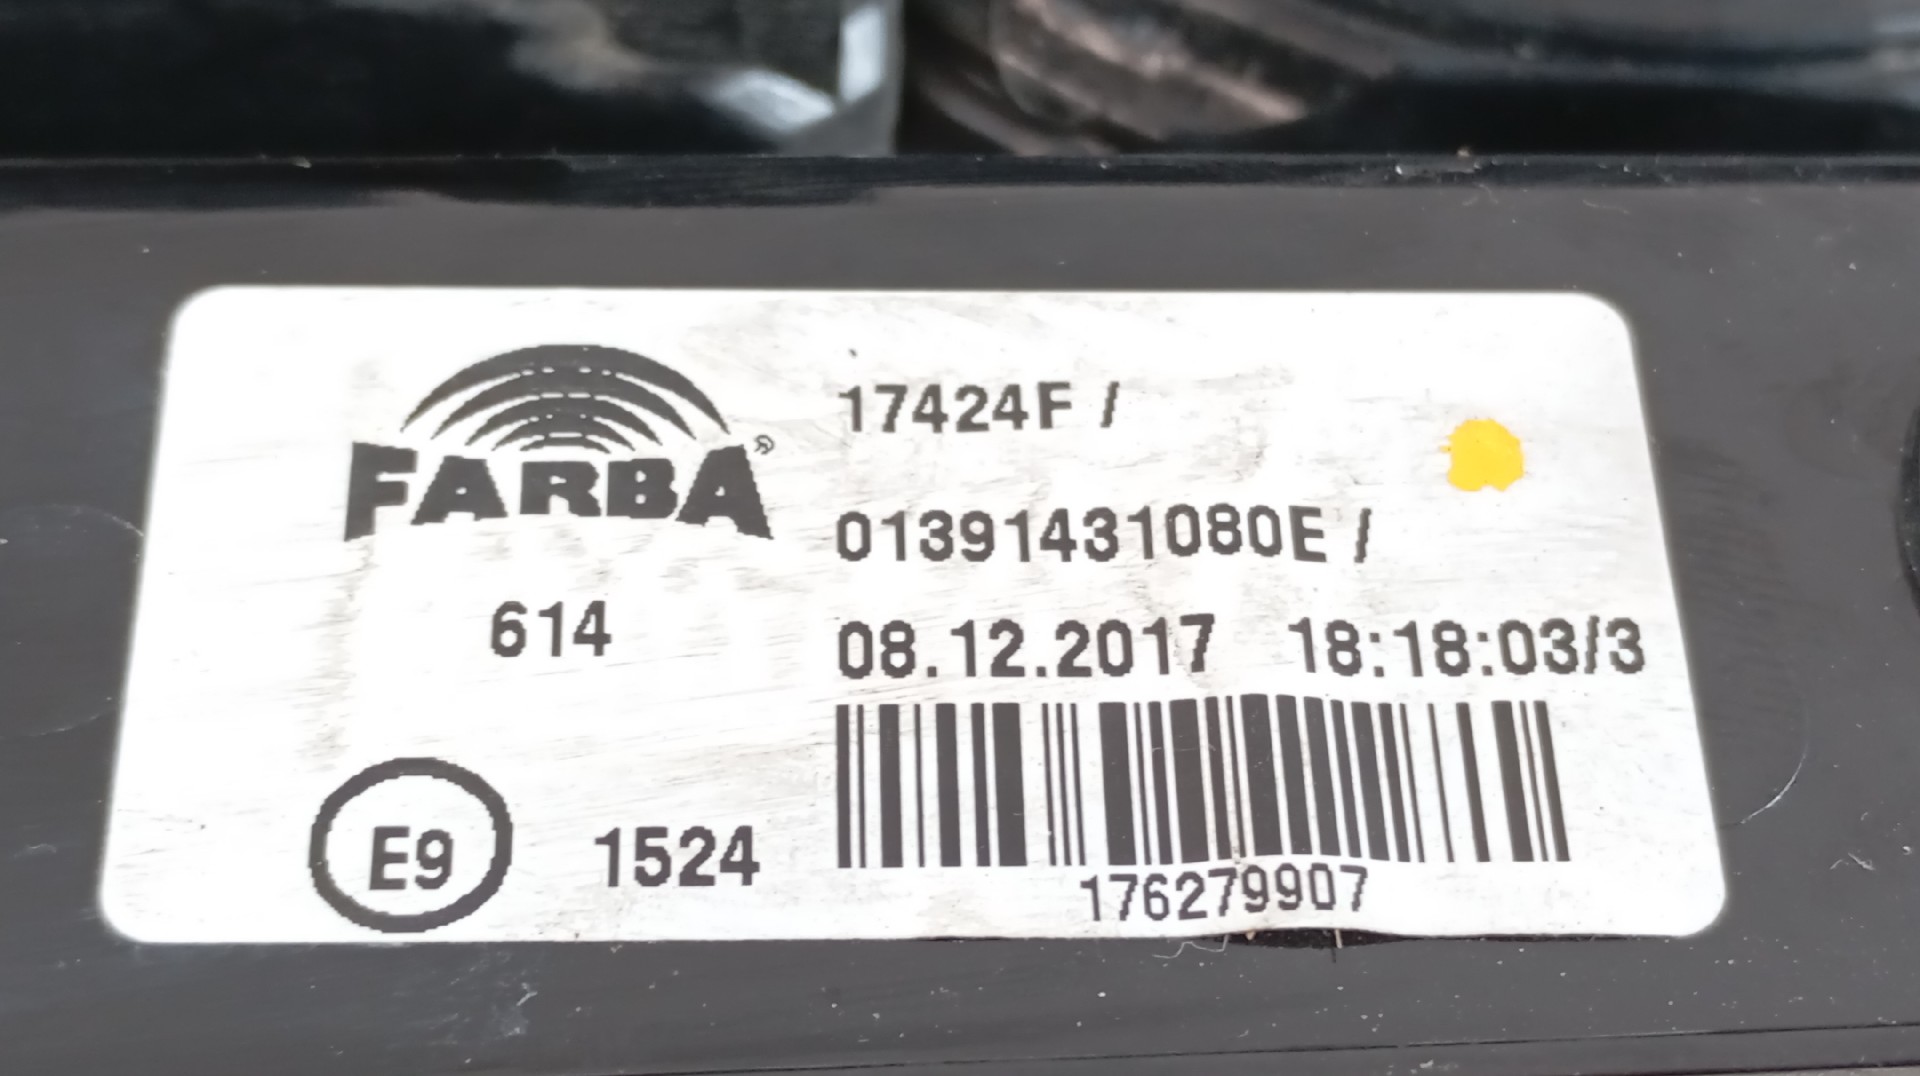 FARBA®
17424F /
01391431080E /
614
08.12.2017 18:18:03/3
E9 1524
176279907